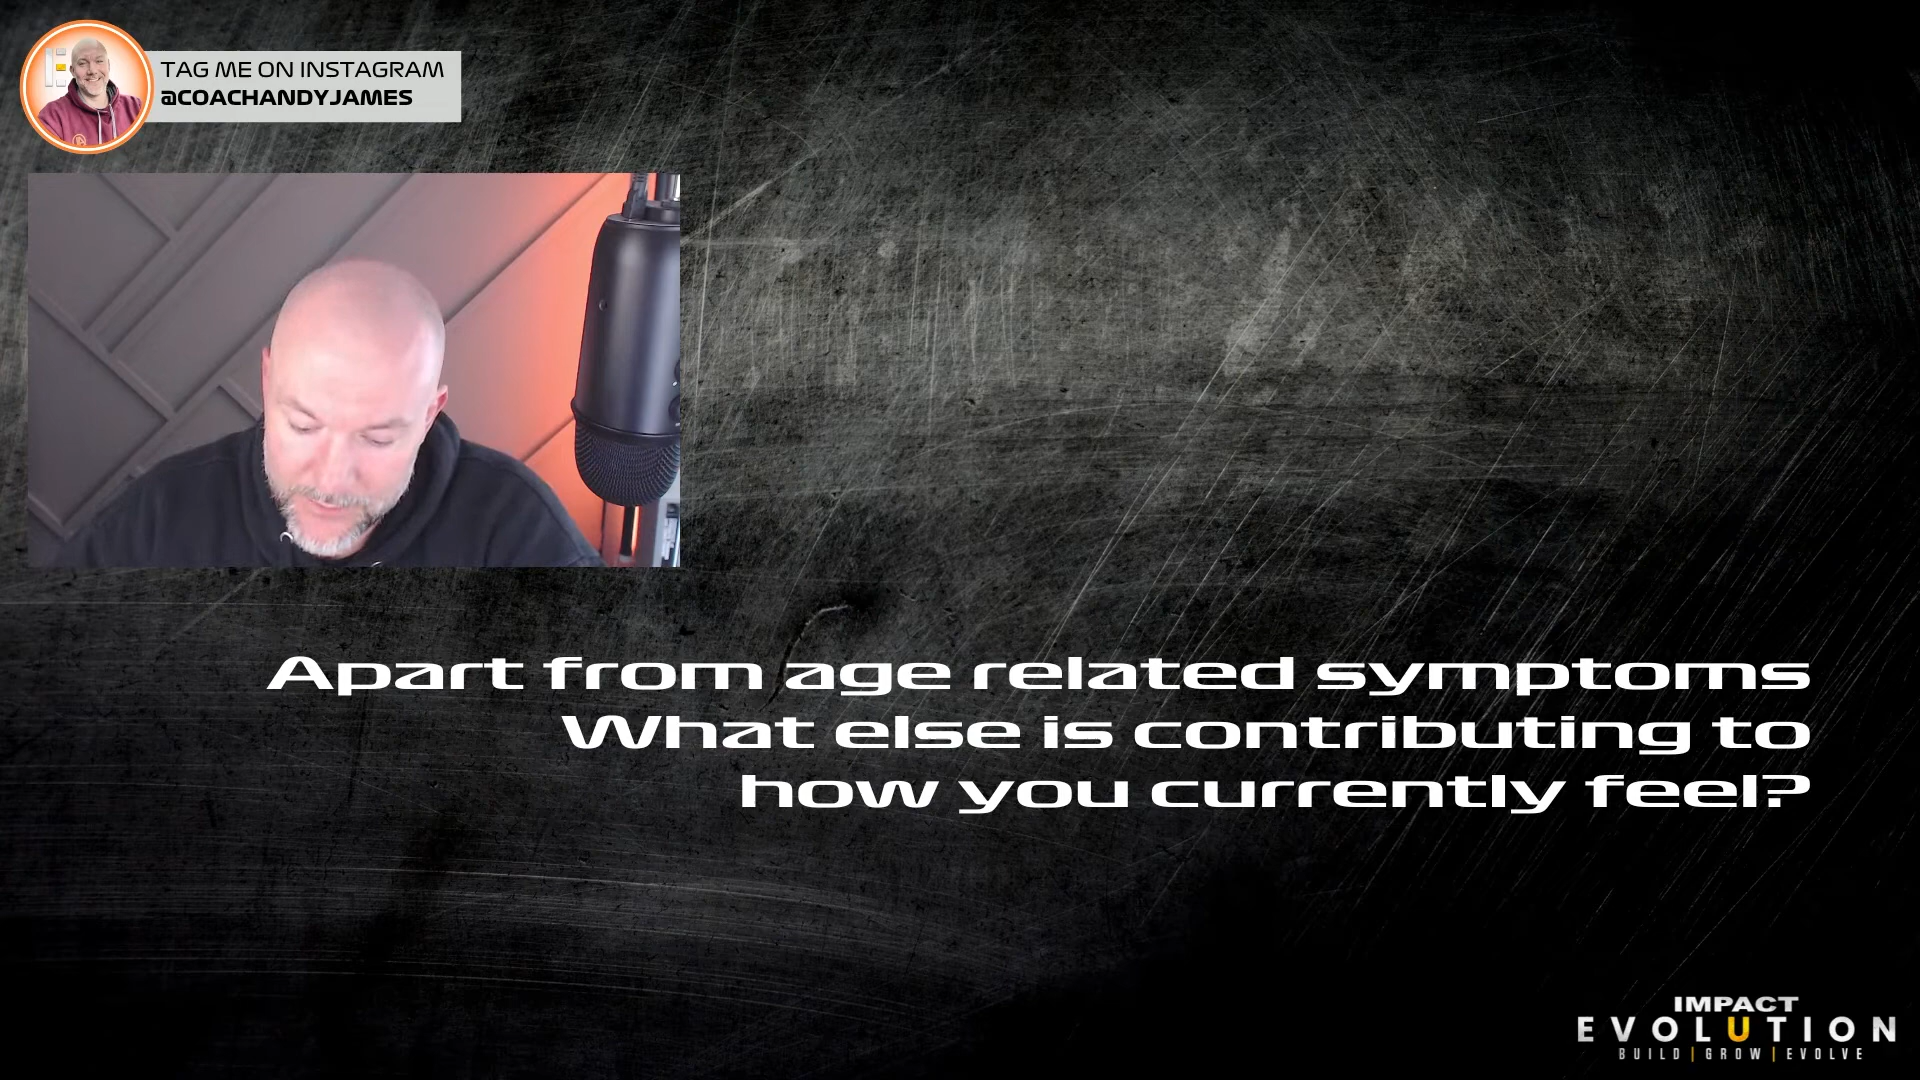 TAG ME ON INSTAGRAM
@COACHANDYJAMES
Apart from age related symptoms
What else is contributing to
how you currently feel?
IMPACT
EVOLUTION
BUILD | GROW | EVOLVE